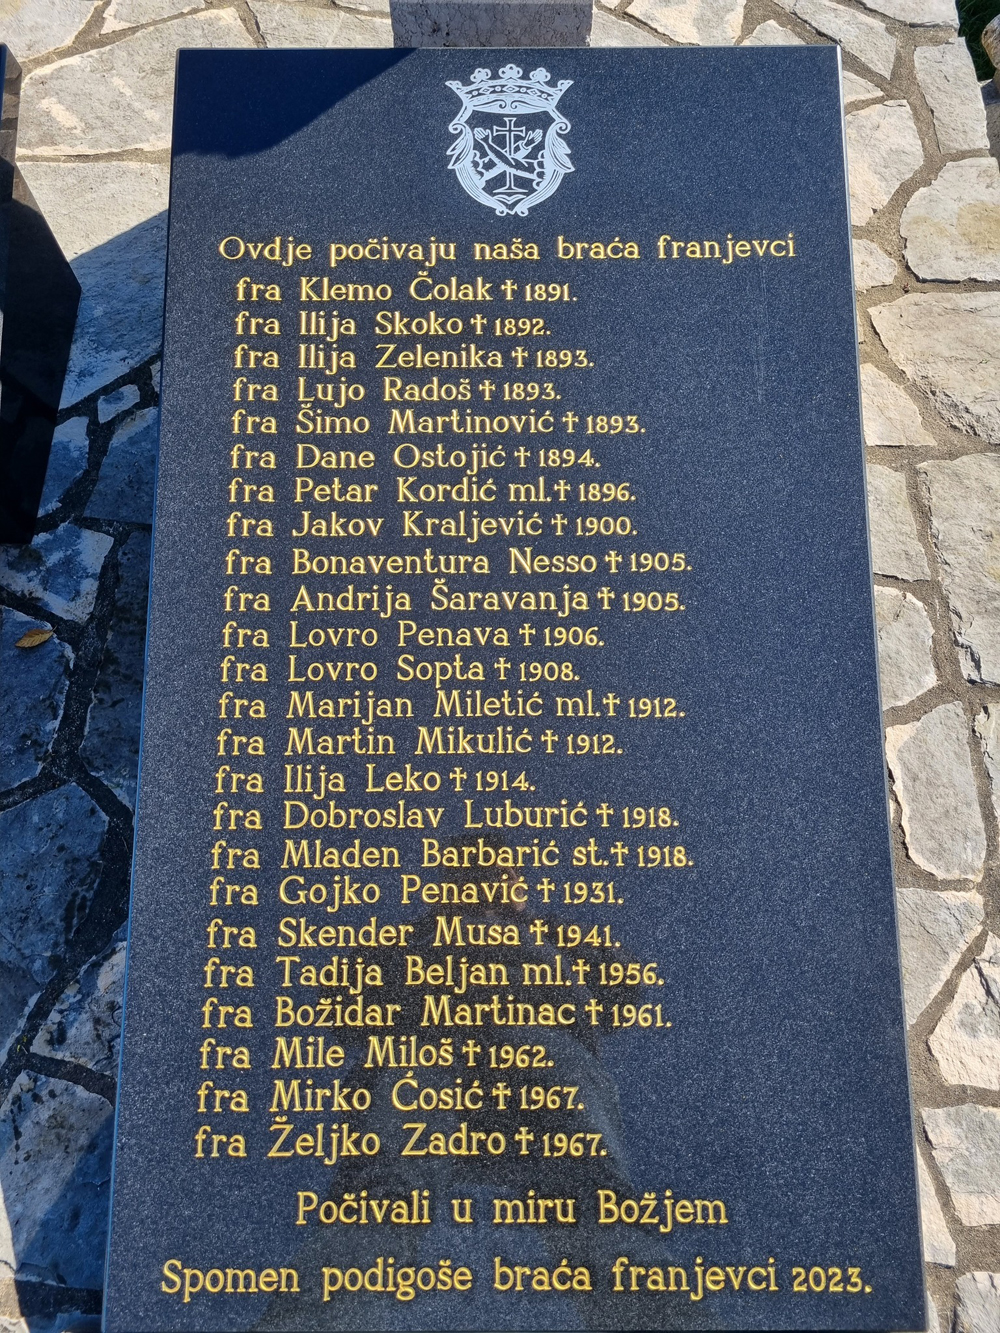 Ovdje počivaju naša braća franjevci
fra Klemo Čolak ✝ 1891.
fra Ilija Skoko ✝ 1892.
fra Ilija Zelenika ✝ 1893.
fra Lujo Radoš ✝ 1893.
fra Šimo Martinović ✝ 1893.
fra Dane Ostojić ✝ 1894.
fra Petar Kordić ml. ✝ 1896.
fra Jakov Kraljević ✝ 1900.
fra Bonaventura Nesso ✝ 1905.
fra Andrija Šaravanja ✝ 1905.
fra Lovro Penava ✝ 1906.
fra Lovro Sopta ✝ 1908.
fra Marijan Miletić ml. ✝ 1912.
fra Martin Mikulić ✝ 1912.
fra Ilija Leko ✝ 1914.
fra Dobroslav Luburić ✝ 1918.
fra Mladen Barbarić st. ✝ 1918.
fra Gojko Penavić ✝ 1931.
fra Skender Musa ✝ 1941.
fra Tadija Beljan ml. ✝ 1956.
fra Božidar Martinac ✝ 1961.
fra Mile Miloš ✝ 1962.
fra Mirko Ćosić ✝ 1967.
fra Željko Zadro ✝ 1967.
Počivali u miru Božjem
Spomen podigoše braća franjevci 2023.